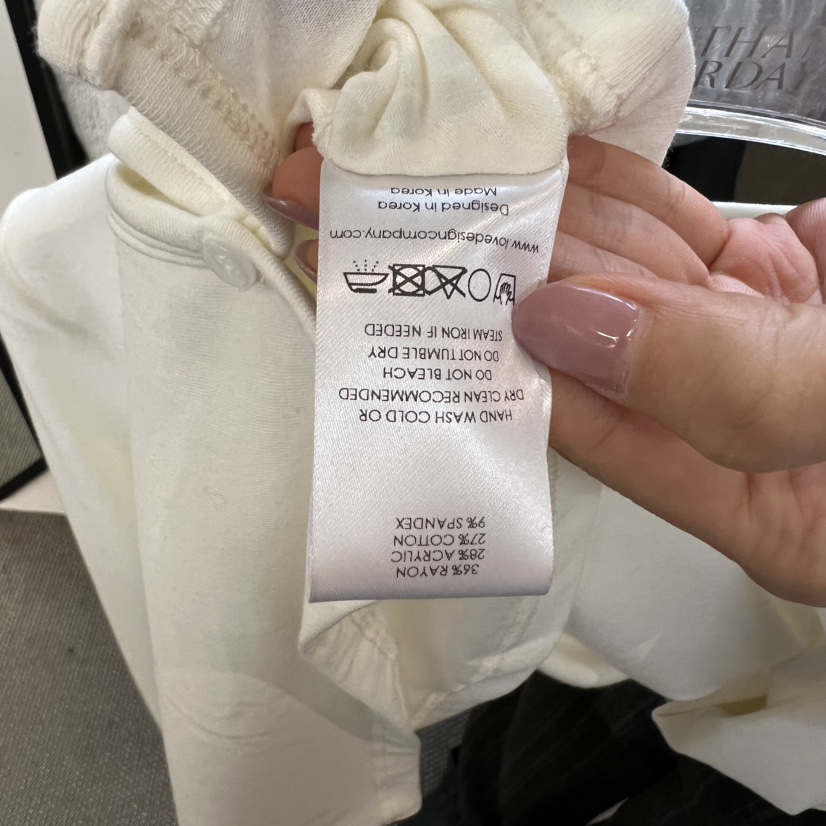 36% RAYON
28% ACRYLIC
27% COTTON
9% SPANDEX
HAND WASH COLD OR
DRY CLEAN RECOMMENDED
DO NOT BLEACH
DO NOT TUMBLE DRY
STEAM IRON IF NEEDED
www.lovedesigncompany.com
Designed in Korea
Made in Korea